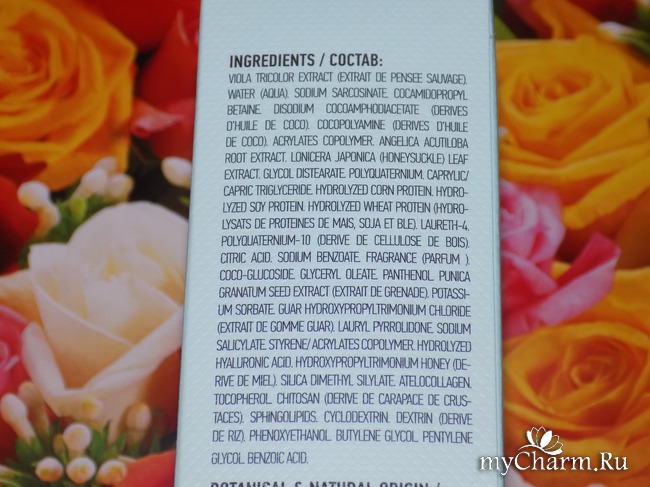 INGREDIENTS / СОСТАВ:
VIOLA TRICOLOR EXTRACT (EXTRAIT DE PENSEE SAUVAGE).
WATER (AQUA). SODIUM SARCOSINATE. COCAMIDOPROPYL
BETAINE. DISODIUM COCOAMPHODIACETATE (DERIVES
D'HUILE DE COCO). COCOPOLYAMINE (DERIVES D'HUILE
DE COCO). ACRYLATES COPOLYMER. ANGELICA ACUTILOBA
ROOT EXTRACT. LONICERA JAPONICA (HONEYSUCKLE) LEAF
EXTRACT. GLYCOL DISTEARATE. POLYQUATERNIUM. CAPRYLIC/
CAPRIC TRIGLYCERIDE. HYDROLYZED CORN PROTEIN. HYDRO-
LYZED SOY PROTEIN. HYDROLYZED WHEAT PROTEIN (HYDRO-
LYSATS DE PROTEINES DE MAIS, SOJA ET BLE). LAURETH-4.
POLYQUATERNIUM-10 (DERIVE DE CELLULOSE DE BOIS).
CITRIC ACID. SODIUM BENZOATE. FRAGRANCE (PARFUM ).
COCO-GLUCOSIDE. GLYCERYL OLEATE. PANTHENOL. PUNICA
GRANATUM SEED EXTRACT (EXTRAIT DE GRENADE). POTASSI-
UM SORBATE. GUAR HYDROXYPROPYLTRIMONIUM CHLORIDE
(EXTRAIT DE GOMME GUAR). LAURYL PYRROLIDONE. SODIUM
SALICYLATE. STYRENE/ ACRYLATES COPOLYMER. HYDROLYZED
HYALURONIC ACID. HYDROXYPROPYLTRIMONIUM HONEY (DE-
RIVE DE MIEL). SILICA DIMETHYL SILYLATE. ATELOCOLLAGEN.
TOCOPHEROL. CHITOSAN (DERIVE DE CARAPACE DE CRUS-
TACES). SPHINGOLIPIDS. CYCLODEXTRIN. DEXTRIN (DERIVE
DE RIZ). PHENOXYETHANOL. BUTYLENE GLYCOL. PENTYLENE
GLYCOL. BENZOIC ACID.
BOTANICAL & NATURAL ORIGIN /
myCharm.Ru